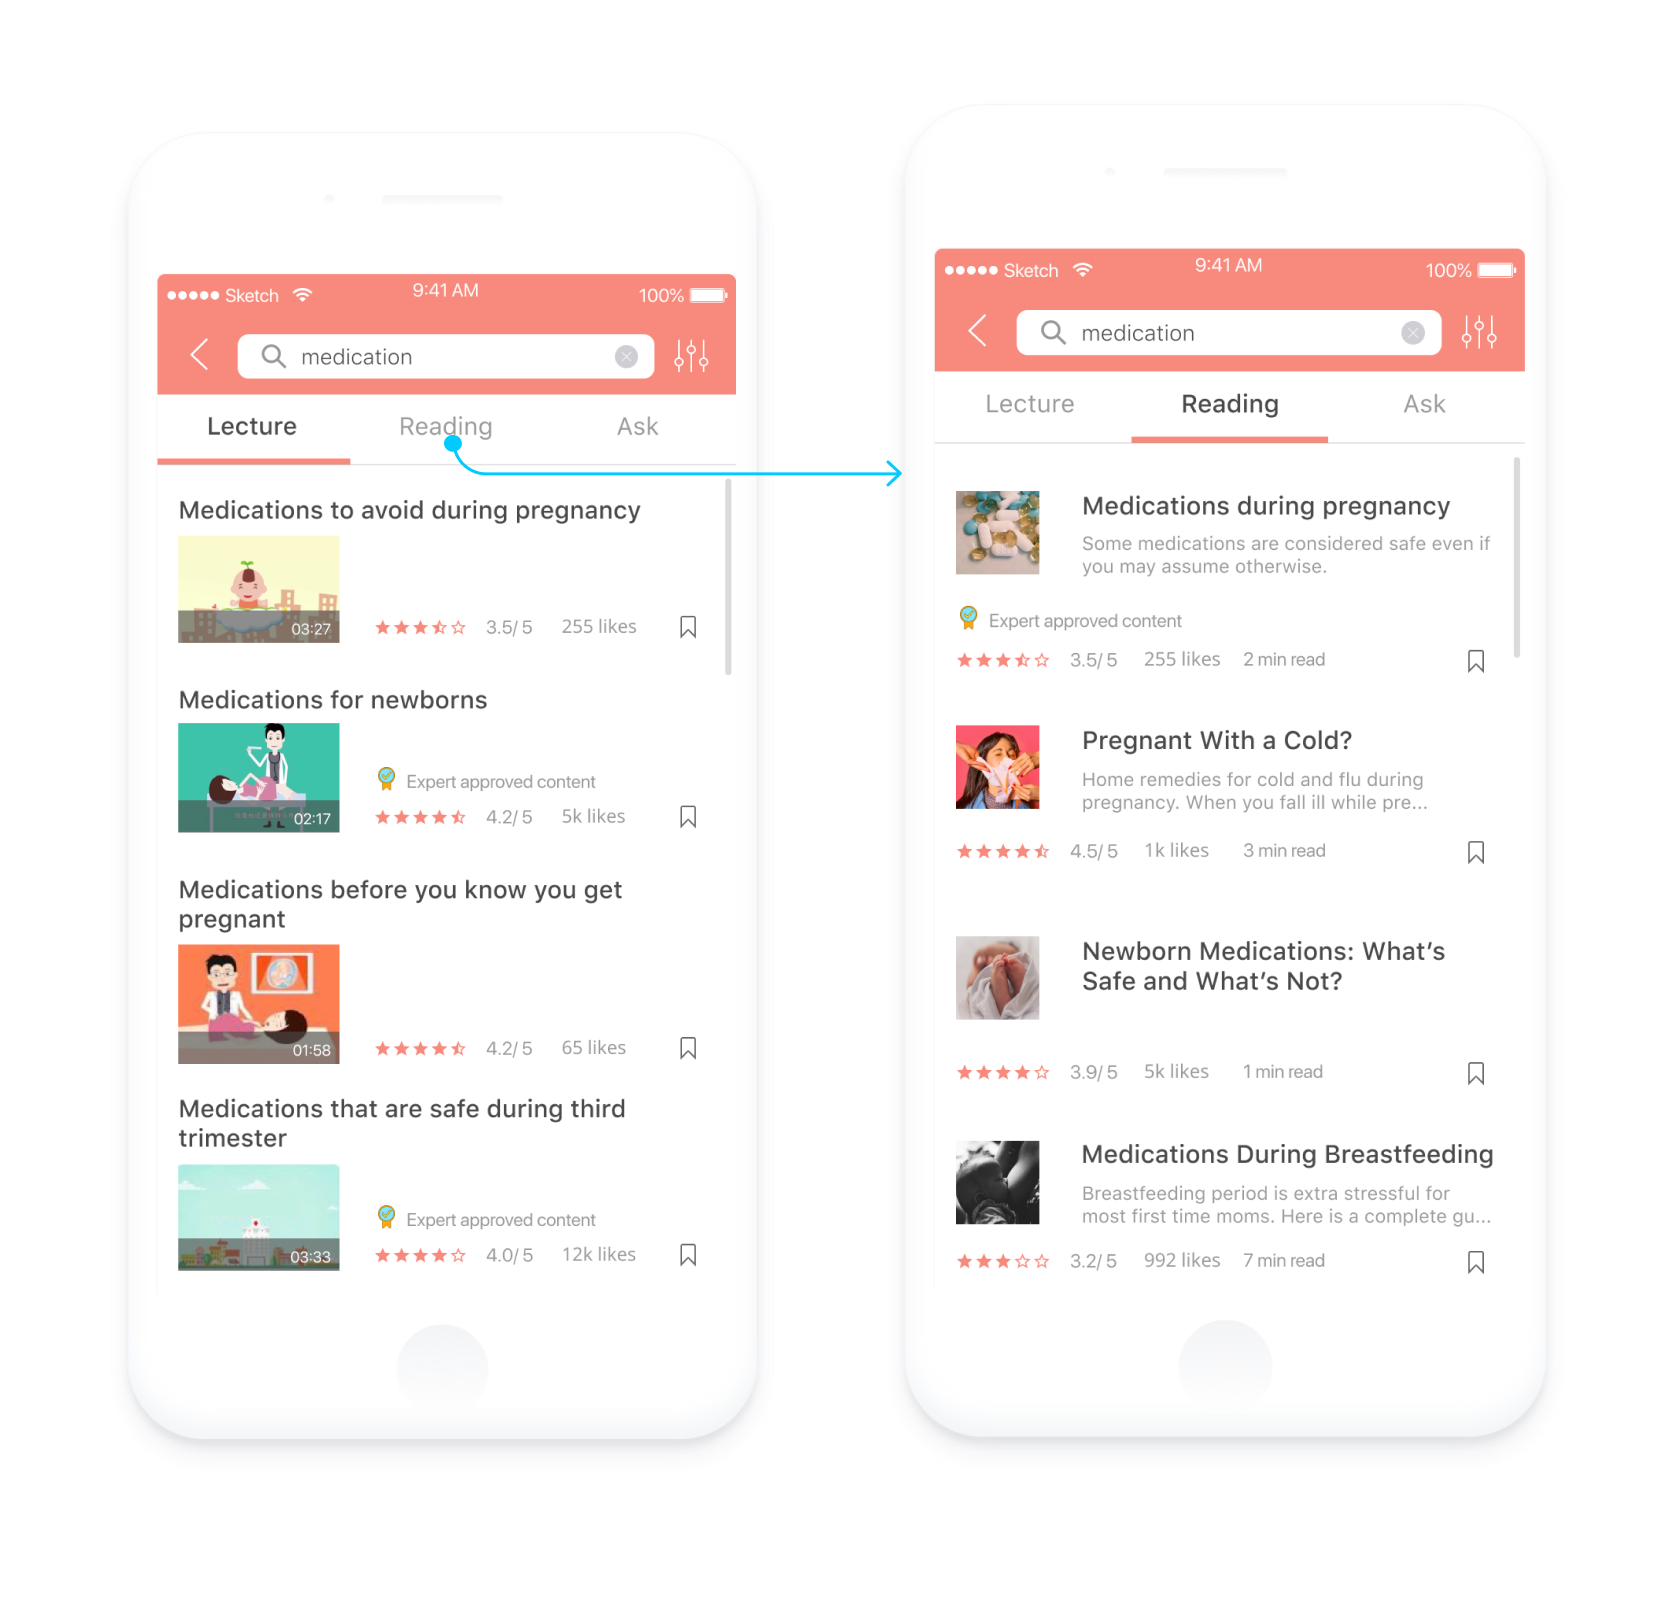 Sketch
9:41 AM
100%
medication
Lecture
Reading
Ask
Medications to avoid during pregnancy
03:27
3.5/ 5
255 likes
Medications for newborns
02:17
Expert approved content
4.2/ 5
5k likes
Medications before you know you get
pregnant
01:58
4.2/ 5
65 likes
Medications that are safe during third
trimester
03:33
Expert approved content
4.0/ 5
12k likes
Sketch
9:41 AM
100%
medication
Lecture
Reading
Ask
Medications during pregnancy
Some medications are considered safe even if
you may assume otherwise.
Expert approved content
3.5/ 5
255 likes
2 min read
Pregnant With a Cold?
Home remedies for cold and flu during
pregnancy. When you fall ill while pre...
4.5/ 5
1k likes
3 min read
Newborn Medications: What’s
Safe and What’s Not?
3.9/ 5
5k likes
1 min read
Medications During Breastfeeding
Breastfeeding period is extra stressful for
most first time moms. Here is a complete gu...
3.2/ 5
992 likes
7 min read